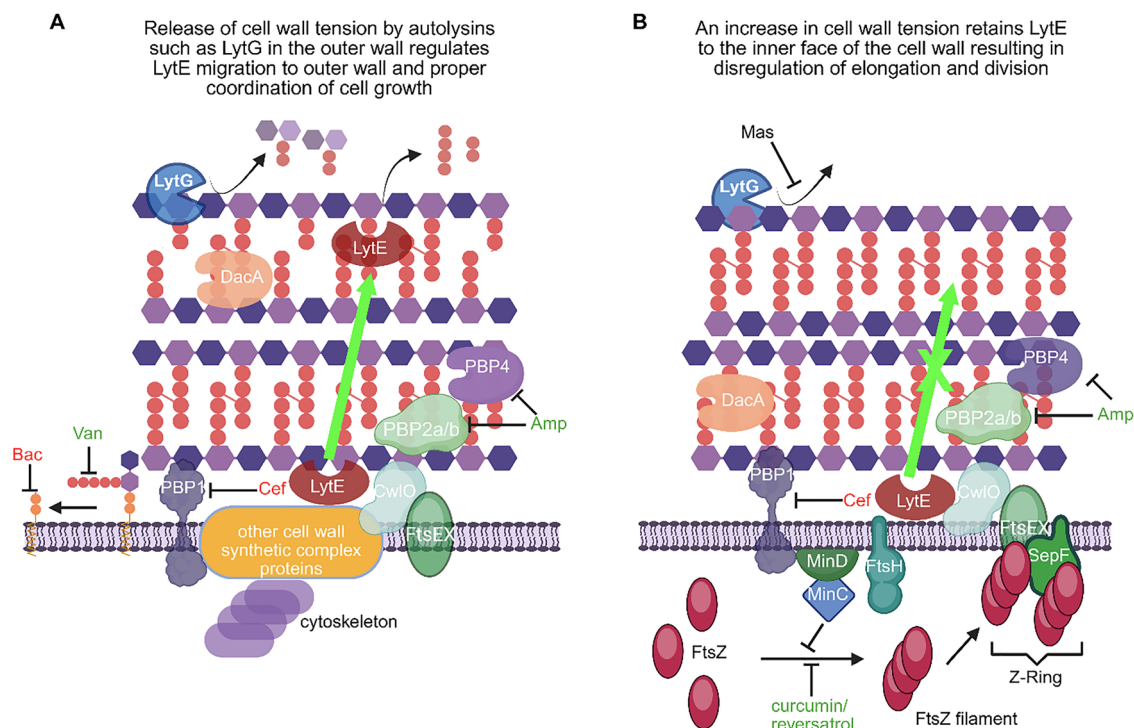 A
Release of cell wall tension by autolysins
such as LytG in the outer wall regulates
LytE migration to outer wall and proper
coordination of cell growth
LytG
LytE
DacA
PBP4
PBP2a/b
Amp
Van
Bac
PBP1
Cef
LytE
CwlO
FtsEX
other cell wall
synthetic complex
proteins
cytoskeleton
B
An increase in cell wall tension retains LytE
to the inner face of the cell wall resulting in
disregulation of elongation and division
Mas
LytG
PBP4
DacA
PBP2a/b
Amp
PBP1
Cef
LytE
CwlO
FtsEX
MinD
FtsH
SepF
MinC
FtsZ
Z-Ring
curcumin/
reversatrol
FtsZ filament